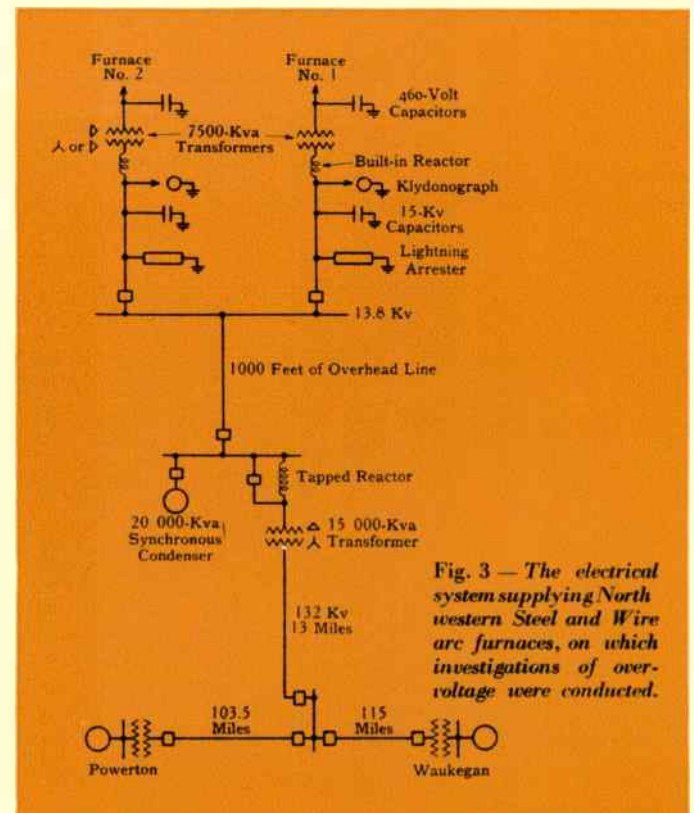 Furnace
No. 2
Furnace
No. 1
460-Volt
Capacitors
7500-Kva
Transformers
or
Built-in Reactor
Klydonograph
15-Kv
Capacitors
Lightning
Arrester
13.8 Kv
1000 Feet of Overhead Line
Tapped Reactor
20 000-Kva
Synchronous
Condenser
15 000-Kva
Transformer
132 Kv
13 Miles
Fig. 3 — The electrical
system supplying North
western Steel and Wire
arc furnaces, on which
investigations of over-
voltage were conducted.
103.5
Miles
115
Miles
Powerton
Waukegan